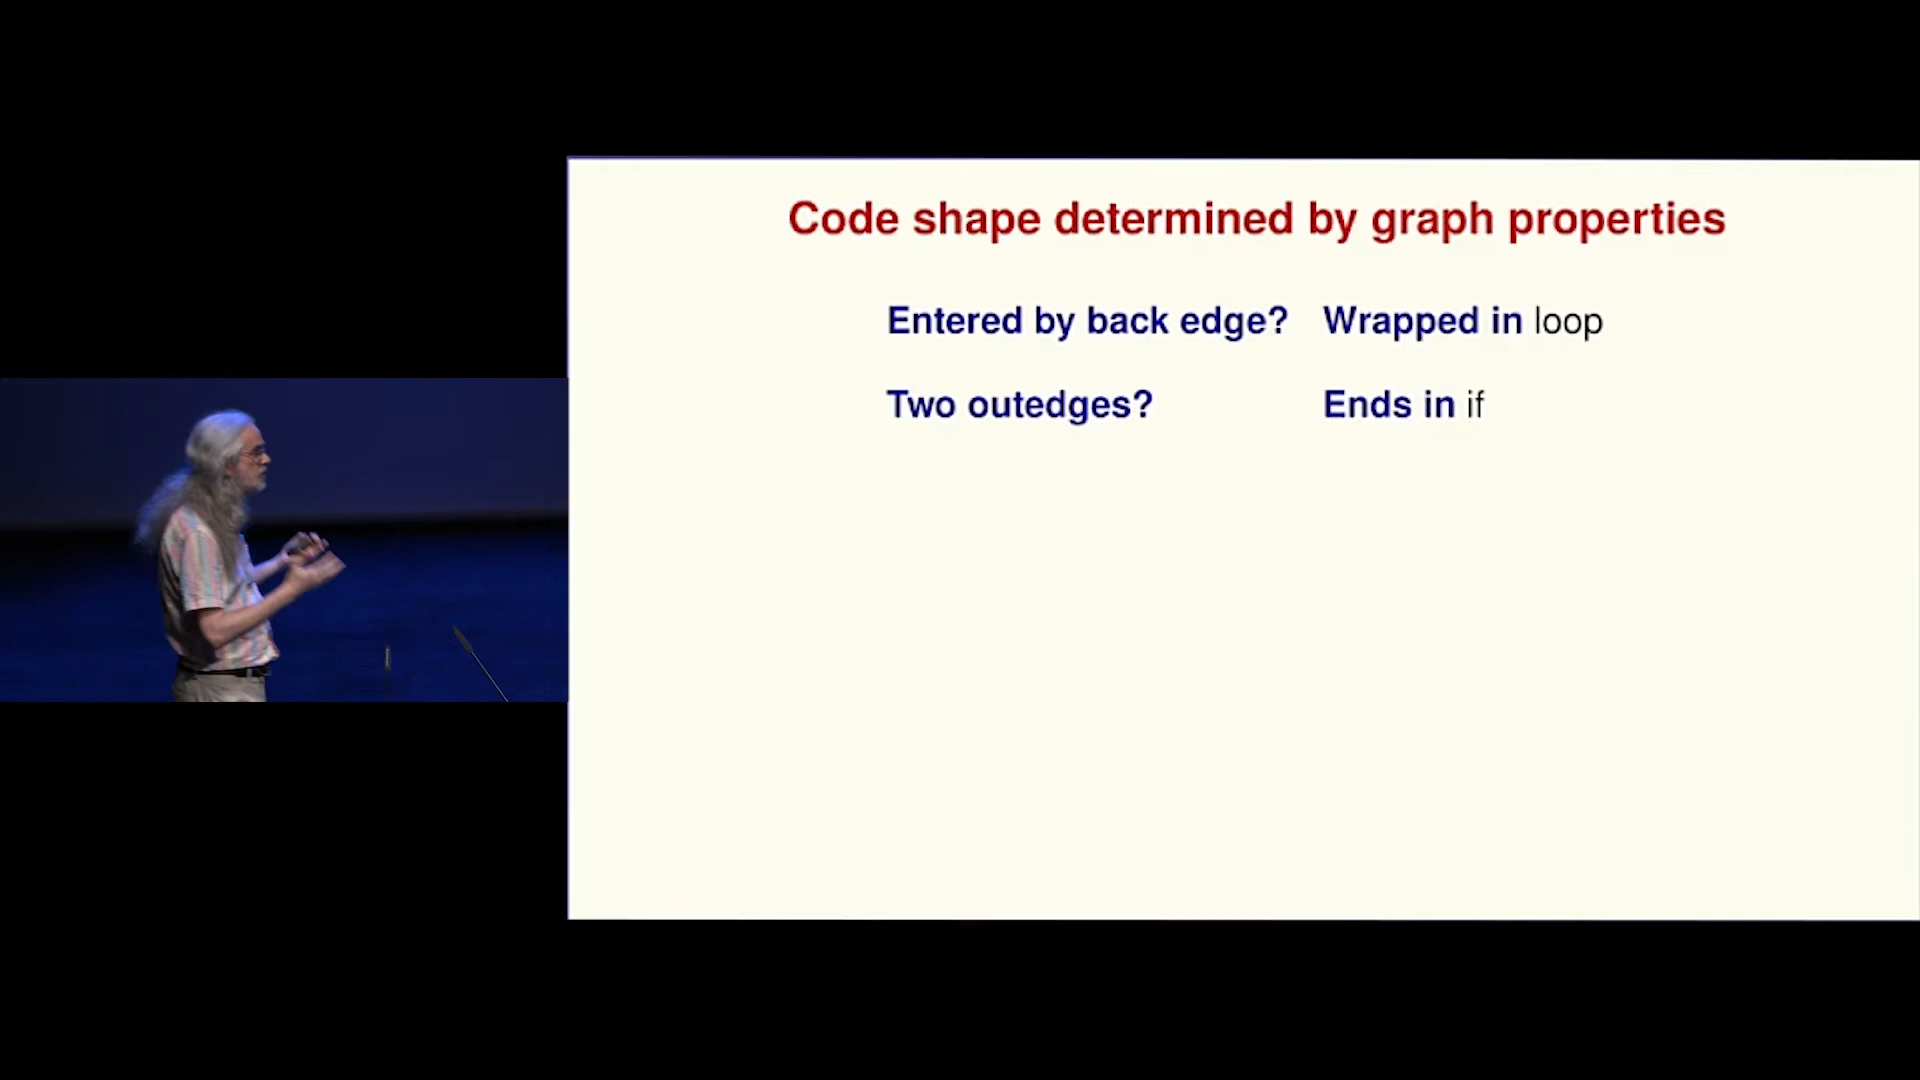 Code shape determined by graph properties
Entered by back edge? Wrapped in loop
Two outedges? Ends in if